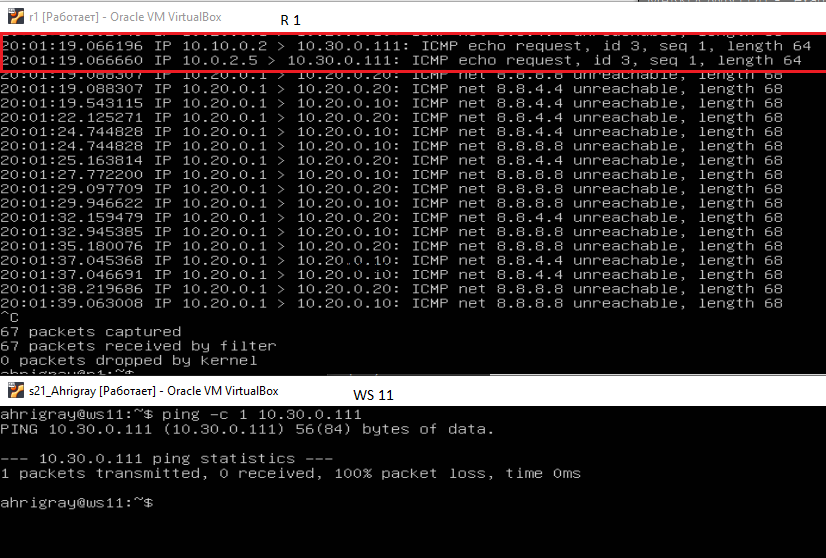 r1 [Работает] - Oracle VM VirtualBox
R 1
20:01:19.066196 IP 10.10.0.2 > 10.30.0.111: ICMP echo request, id 3, seq 1, length 64
20:01:19.066660 IP 10.0.2.5 > 10.30.0.111: ICMP echo request, id 3, seq 1, length 64
20:01:19.088307 IP 10.20.0.1 > 10.20.0.20: ICMP net 8.8.8.8 unreachable, length 68
20:01:19.088307 IP 10.20.0.1 > 10.20.0.20: ICMP net 8.8.4.4 unreachable, length 68
20:01:19.543115 IP 10.20.0.1 > 10.20.0.10: ICMP net 8.8.4.4 unreachable, length 68
20:01:22.125271 IP 10.20.0.1 > 10.20.0.20: ICMP net 8.8.4.4 unreachable, length 68
20:01:24.744828 IP 10.20.0.1 > 10.20.0.10: ICMP net 8.8.4.4 unreachable, length 68
20:01:24.744828 IP 10.20.0.1 > 10.20.0.10: ICMP net 8.8.8.8 unreachable, length 68
20:01:25.163814 IP 10.20.0.1 > 10.20.0.20: ICMP net 8.8.4.4 unreachable, length 68
20:01:27.772200 IP 10.20.0.1 > 10.20.0.10: ICMP net 8.8.8.8 unreachable, length 68
20:01:29.097709 IP 10.20.0.1 > 10.20.0.20: ICMP net 8.8.8.8 unreachable, length 68
20:01:29.946622 IP 10.20.0.1 > 10.20.0.10: ICMP net 8.8.8.8 unreachable, length 68
20:01:32.159479 IP 10.20.0.1 > 10.20.0.20: ICMP net 8.8.4.4 unreachable, length 68
20:01:32.945385 IP 10.20.0.1 > 10.20.0.10: ICMP net 8.8.8.8 unreachable, length 68
20:01:35.180076 IP 10.20.0.1 > 10.20.0.20: ICMP net 8.8.8.8 unreachable, length 68
20:01:37.045368 IP 10.20.0.1 > 10.20.0.10: ICMP net 8.8.4.4 unreachable, length 68
20:01:37.046691 IP 10.20.0.1 > 10.20.0.10: ICMP net 8.8.4.4 unreachable, length 68
20:01:38.219686 IP 10.20.0.1 > 10.20.0.20: ICMP net 8.8.8.8 unreachable, length 68
20:01:39.063008 IP 10.20.0.1 > 10.20.0.10: ICMP net 8.8.8.8 unreachable, length 68
^C
67 packets captured
67 packets received by filter
0 packets dropped by kernel
ahrigray@r1:~$
s21_Ahrigray [Работает] - Oracle VM VirtualBox
WS 11
ahrigray@ws11:~$ ping -c 1 10.30.0.111
PING 10.30.0.111 (10.30.0.111) 56(84) bytes of data.
--- 10.30.0.111 ping statistics ---
1 packets transmitted, 0 received, 100% packet loss, time 0ms
ahrigray@ws11:~$